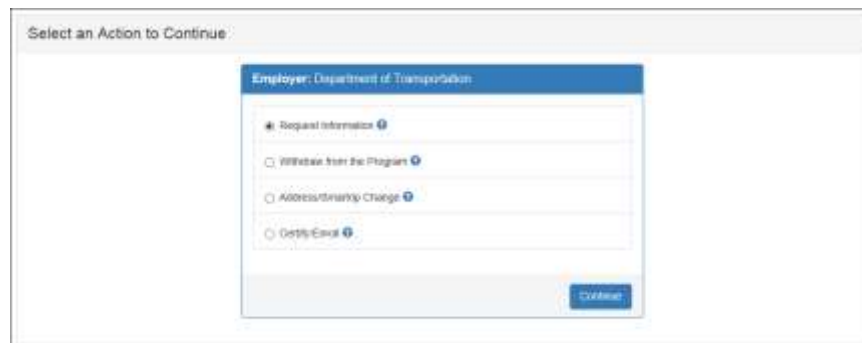 Select an Action to Continue
Employer: Department of Transportation
Request Information
Withdraw from the Program
Address/Smartrip Change
Certify/Enroll
Continue